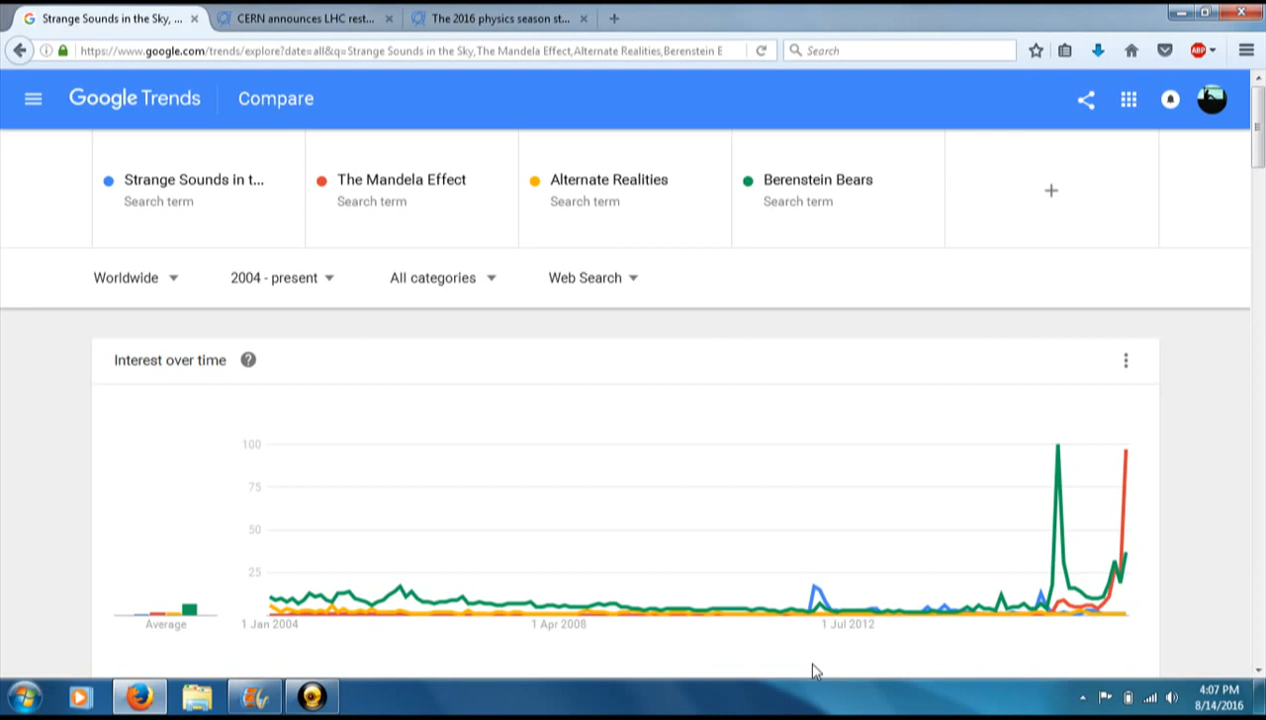 Strange Sounds in the Sky, ...
CERN announces LHC rest...
The 2016 physics season st...
https://www.google.com/trends/explore?date=all&q=Strange Sounds in the Sky,The Mandela Effect,Alternate Realities,Berenstein E
Search
ABP
Google Trends
Compare
Strange Sounds in t...
Search term
The Mandela Effect
Search term
Alternate Realities
Search term
Berenstein Bears
Search term
+
Worldwide
2004 - present
All categories
Web Search
Interest over time
?
100
75
50
25
Average
1 Jan 2004
1 Apr 2008
1 Jul 2012
4:07 PM
8/14/2016